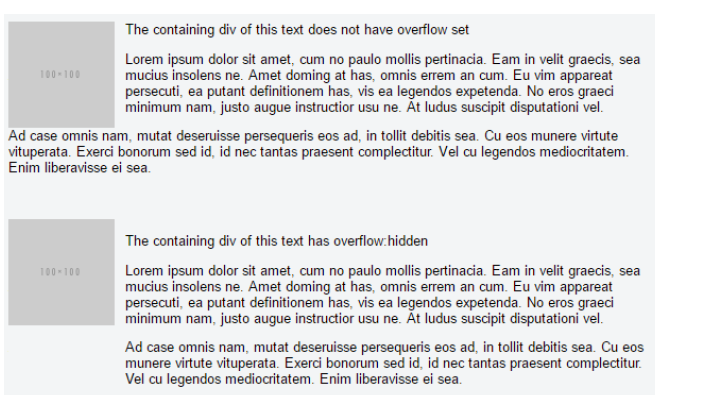 The containing div of this text does not have overflow set
100×100
Lorem ipsum dolor sit amet, cum no paulo mollis pertinacia. Eam in velit graecis, sea
mucius insolens ne. Amet doming at has, omnis errem an cum. Eu vim appareat
persecuti, ea putant definitionem has, vis ea legendos expetenda. No eros graeci
minimum nam, justo augue instructior usu ne. At ludus suscipit disputationi vel.
Ad case omnis nam, mutat deseruisse persequeris eos ad, in tollit debitis sea. Cu eos munere virtute
vituperata. Exerci bonorum sed id, id nec tantas praesent complectitur. Vel cu legendos mediocritatem.
Enim liberavisse ei sea.
The containing div of this text has overflow:hidden
100×100
Lorem ipsum dolor sit amet, cum no paulo mollis pertinacia. Eam in velit graecis, sea
mucius insolens ne. Amet doming at has, omnis errem an cum. Eu vim appareat
persecuti, ea putant definitionem has, vis ea legendos expetenda. No eros graeci
minimum nam, justo augue instructior usu ne. At ludus suscipit disputationi vel.
Ad case omnis nam, mutat deseruisse persequeris eos ad, in tollit debitis sea. Cu eos
munere virtute vituperata. Exerci bonorum sed id, id nec tantas praesent complectitur.
Vel cu legendos mediocritatem. Enim liberavisse ei sea.